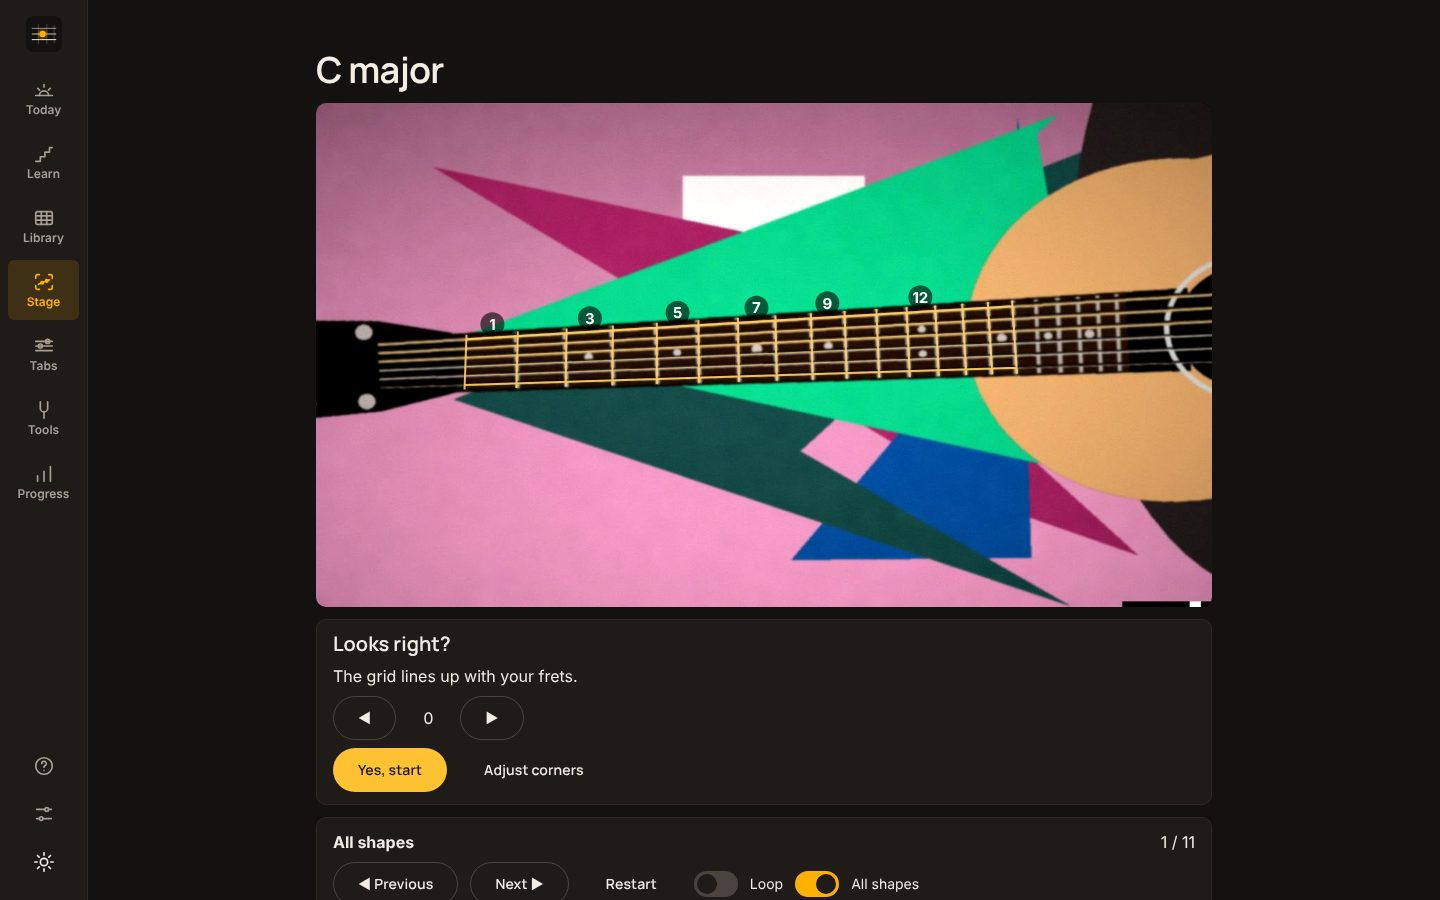 C major
Today
Learn
Library
Stage
Tabs
Tools
Progress
1 3 5 7 9 12
Looks right?
The grid lines up with your frets.
◀ 0 ▶
Yes, start Adjust corners
All shapes 1 / 11
◀ Previous Next ▶ Restart Loop All shapes